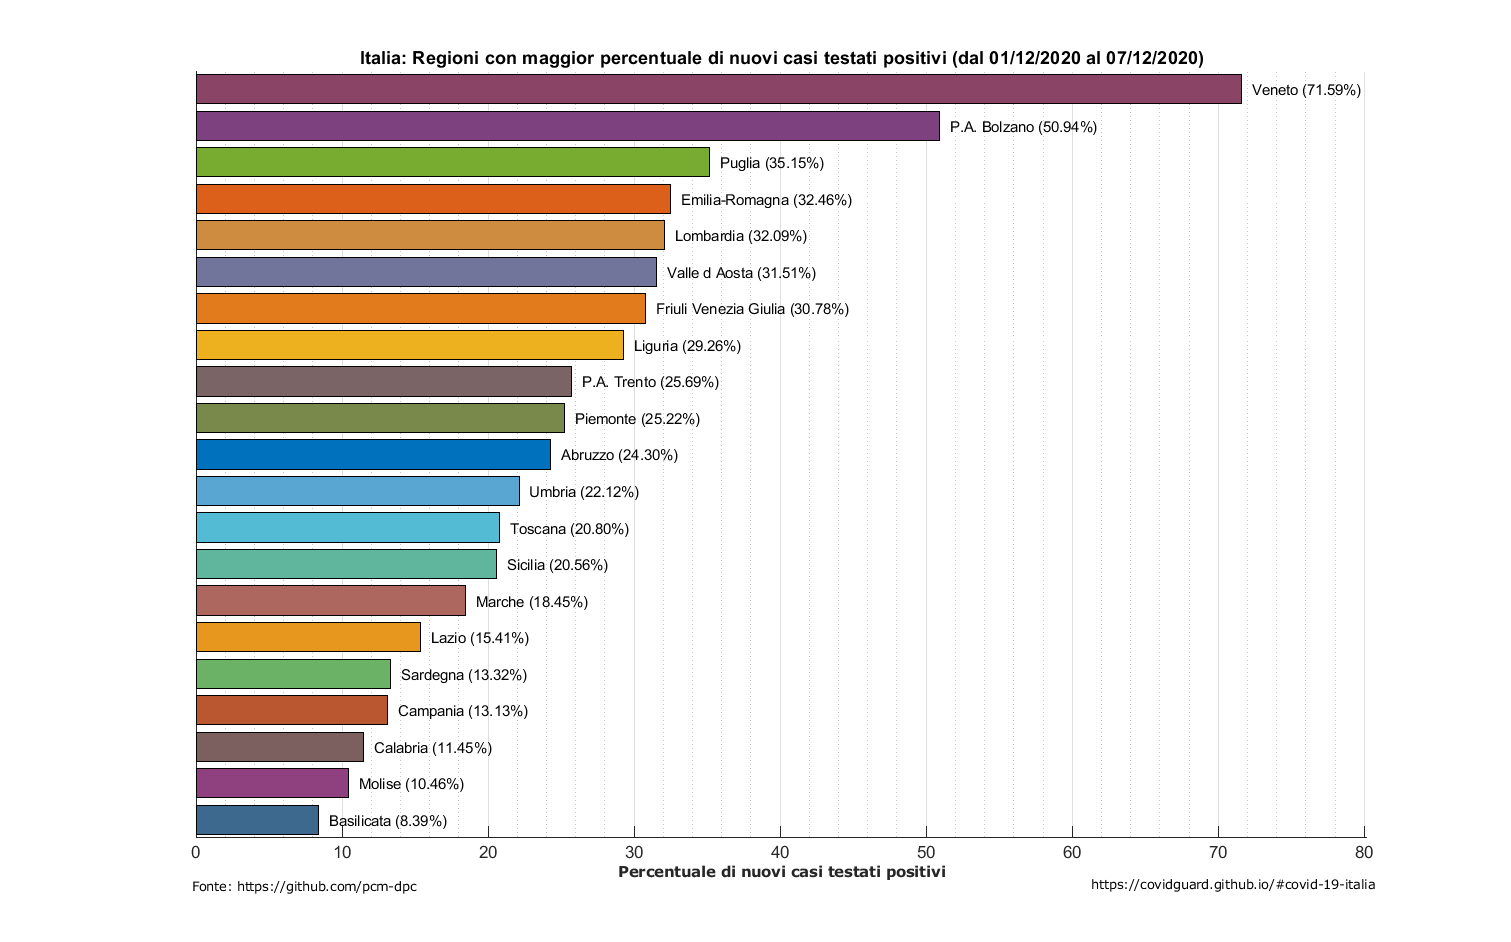 Italia: Regioni con maggior percentuale di nuovi casi testati positivi (dal 01/12/2020 al 07/12/2020)
Veneto (71.59%)
P.A. Bolzano (50.94%)
Puglia (35.15%)
Emilia-Romagna (32.46%)
Lombardia (32.09%)
Valle d Aosta (31.51%)
Friuli Venezia Giulia (30.78%)
Liguria (29.26%)
P.A. Trento (25.69%)
Piemonte (25.22%)
Abruzzo (24.30%)
Umbria (22.12%)
Toscana (20.80%)
Sicilia (20.56%)
Marche (18.45%)
Lazio (15.41%)
Sardegna (13.32%)
Campania (13.13%)
Calabria (11.45%)
Molise (10.46%)
Basilicata (8.39%)
0 10 20 30 40 50 60 70 80
Percentuale di nuovi casi testati positivi
Fonte: https://github.com/pcm-dpc
https://covidguard.github.io/#covid-19-italia